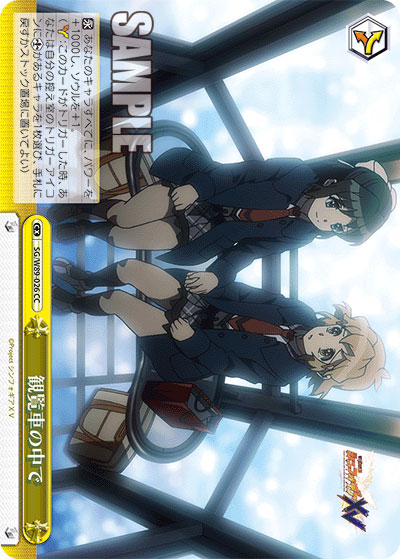 SAMPLE
【永】 あなたのキャラすべてに、パワーを
+1000し、ソウルを+1。
(：このカードがトリガーした時、あ
なたは自分の控え室のトリガーアイコ
ンにがあるキャラを1枚選び、手札に
戻すかストック置場に置いてよい)
CX
SG/W89-026 CC
©Project シンフォギアXV
観覧車の中で
XV